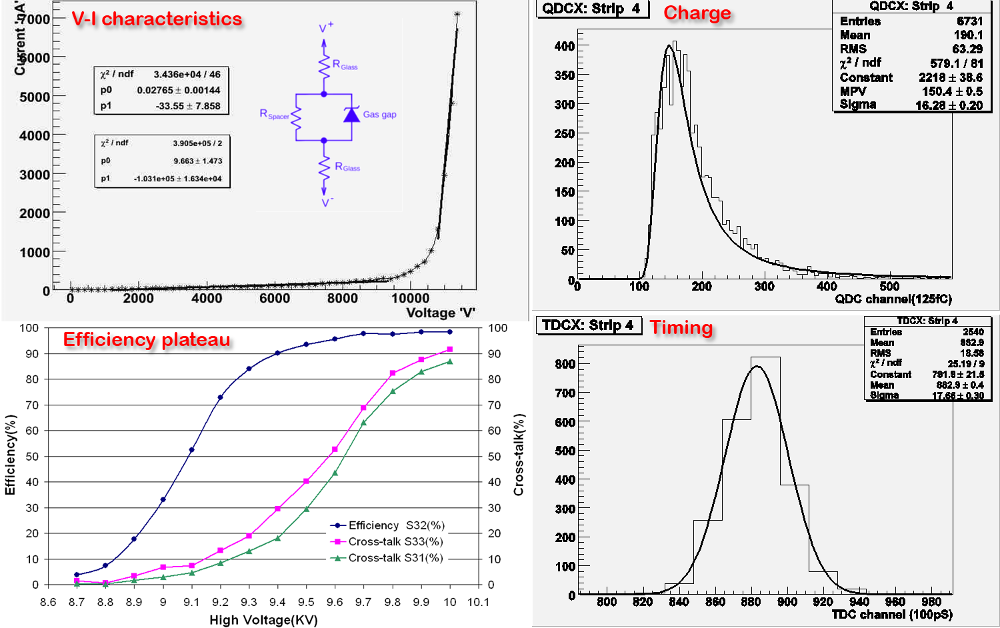 V-I characteristics
Current 'nA'
7000
6000
5000
4000
3000
2000
1000
0
χ² / ndf 3.436e+04 / 46
p0 0.02765 ± 0.00144
p1 -33.55 ± 7.858
χ² / ndf 3.905e+05 / 2
p0 9.663 ± 1.473
p1 -1.031e+05 ± 1.634e+04
V+
RGlass
RSpacer
Gas gap
RGlass
V-
0 2000 4000 6000 8000 10000
Voltage 'V'
QDCX: Strip 4
Charge
QDCX: Strip 4
Entries 6731
Mean 190.1
RMS 63.29
χ² / ndf 579.1 / 81
Constant 2218 ± 38.6
MPV 150.4 ± 0.5
Sigma 16.28 ± 0.20
400
350
300
250
200
150
100
50
0
0 100 200 300 400 500
QDC channel(125fC)
Efficiency plateau
Efficiency(%)
100
90
80
70
60
50
40
30
20
10
0
100
90
80
70
60
50
40
30
20
10
0
Cross-talk(%)
Efficiency S32(%)
Cross-talk S33(%)
Cross-talk S31(%)
8.6 8.7 8.8 8.9 9 9.1 9.2 9.3 9.4 9.5 9.6 9.7 9.8 9.9 10 10.1
High Voltage(KV)
TDCX: Strip 4
Timing
TDCX: Strip 4
Entries 2540
Mean 882.9
RMS 18.58
χ² / ndf 25.19 / 9
Constant 791.9 ± 21.5
Mean 882.9 ± 0.4
Sigma 17.66 ± 0.30
800
700
600
500
400
300
200
100
0
800 820 840 860 880 900 920 940 960 980
TDC channel (100pS)